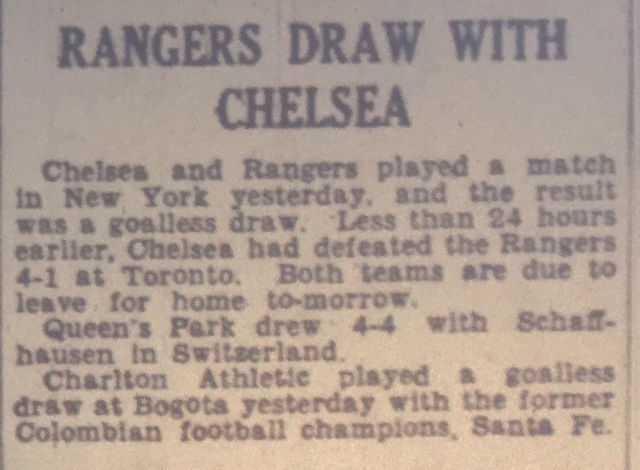 RANGERS DRAW WITH
CHELSEA
Chelsea and Rangers played a match
in New York yesterday, and the result
was a goalless draw. Less than 24 hours
earlier, Chelsea had defeated the Rangers
4-1 at Toronto. Both teams are due to
leave for home to-morrow.
Queen's Park drew 4-4 with Schaff-
hausen in Switzerland.
Charlton Athletic played a goalless
draw at Bogota yesterday with the former
Colombian football champions, Santa Fe.